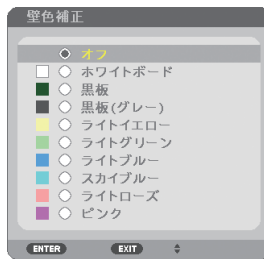 壁色補正
オフ
ホワイトボード
黒板
黒板(グレー)
ライトイエロー
ライトグリーン
ライトブルー
スカイブルー
ライトローズ
ピンク
ENTER EXIT